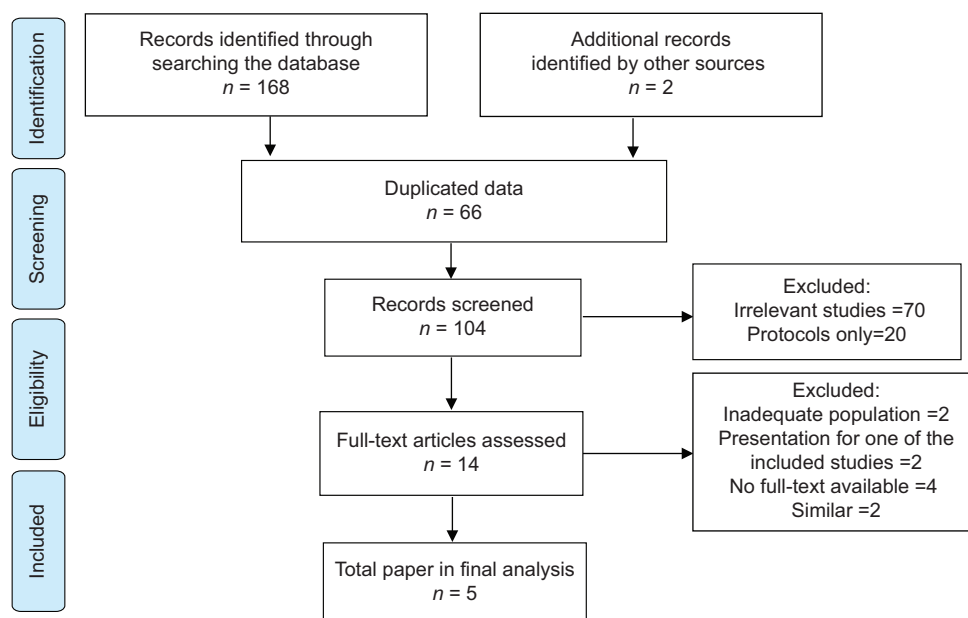 Identification
Records identified through
searching the database
n = 168
Additional records
identified by other sources
n = 2
Screening
Duplicated data
n = 66
Records screened
n = 104
Excluded:
Irrelevant studies =70
Protocols only=20
Eligibility
Full-text articles assessed
n = 14
Excluded:
Inadequate population =2
Presentation for one of the
included studies =2
No full-text available =4
Similar =2
Included
Total paper in final analysis
n = 5